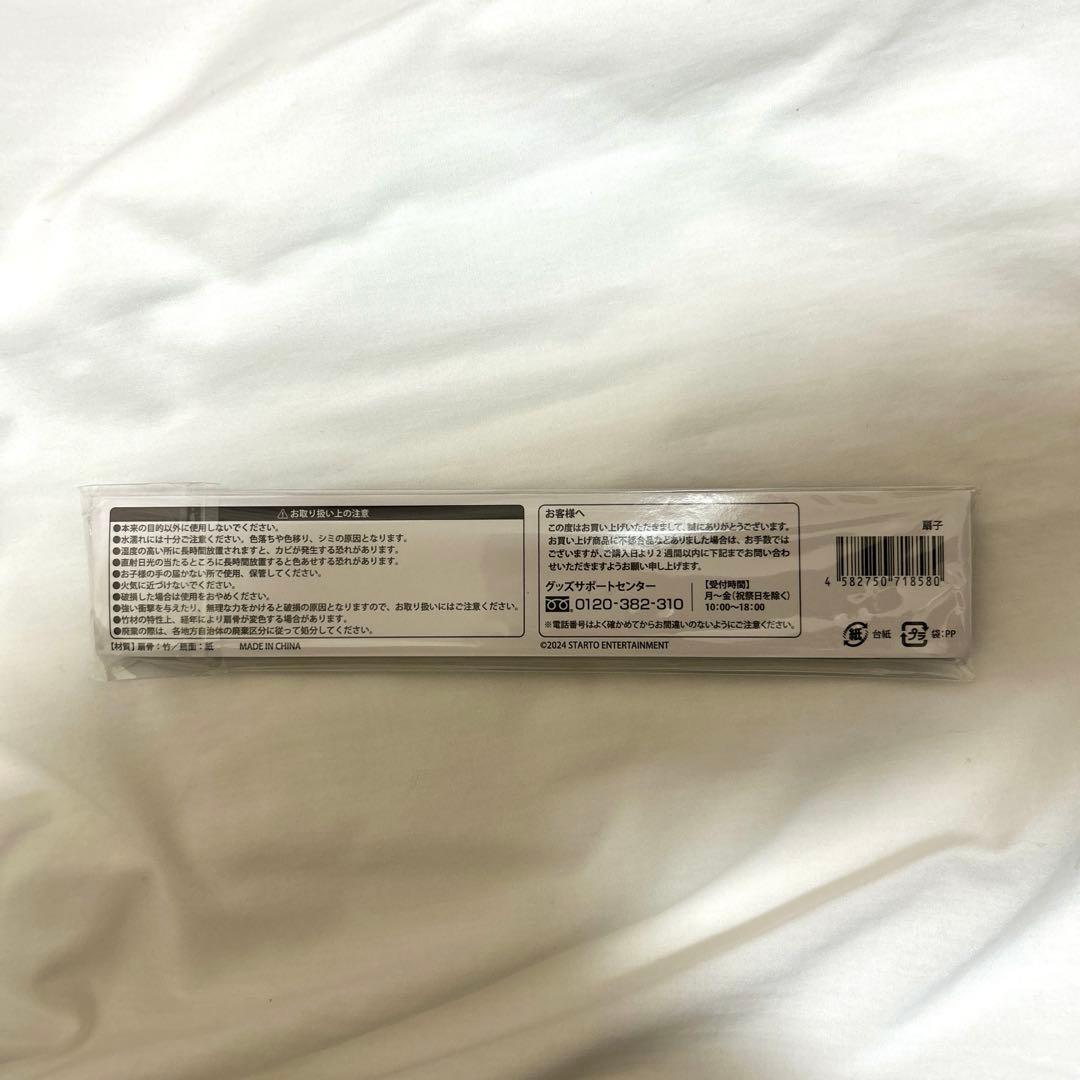 ⚠お取り扱い上の注意
●本来の目的以外に使用しないでください。
●水濡れには十分ご注意ください。色落ちや色移り、シミの原因となります。
●温度の高い所に長時間放置されますと、カビが発生する恐れがあります。
●直射日光の当たるところに長時間放置すると色あせする恐れがあります。
●お子様の手の届かない所で使用、保管してください。
●火気に近づけないでください。
●破損した場合は使用をおやめください。
●強い衝撃を与えたり、無理な力をかけると破損の原因となりますので、お取り扱いにはご注意ください。
●竹材の特性上、経年により扇骨が変色する場合があります。
●廃棄の際は、各地方自治体の廃棄区分に従って処分してください。
【材質】扇骨：竹／扇面：紙 MADE IN CHINA
お客様へ
この度はお買い上げいただきまして、誠にありがとうございます。
お買い上げ商品に不都合品などありました場合は、お手数では
ございますが、ご購入日より2週間以内に下記までお問い合わ
せいただきますようお願い申し上げます。
グッズサポートセンター
0120-382-310
【受付時間】
月〜金(祝祭日を除く)
10:00〜18:00
※電話番号はよく確かめてからお間違いのないようにご注意ください。
©2024 STARTO ENTERTAINMENT
扇子
4 582750 718580
紙 台紙 プラ 袋:PP